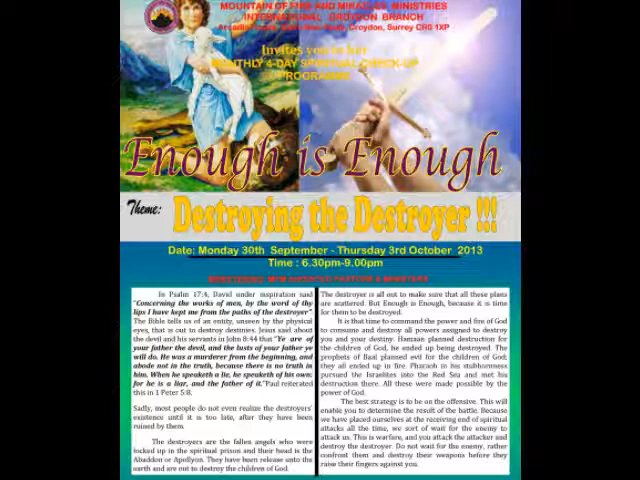 MOUNTAIN OF FIRE AND MIRACLES MINISTRIES
INTERNATIONAL CROYDON BRANCH
Croydon, Surrey CR0 1XP
Invites you to her
MONTHLY 4-DAY SPIRITUAL CHECK-UP
PROGRAMME
Enough is Enough
Theme: Destroying the Destroyer !!!
Date: Monday 30th September - Thursday 3rd October 2013
Time : 6.30pm-9.00pm
MFM ANOINTED PASTORS & MINISTERS
In Psalm 17:4, David under inspiration said
"Concerning the works of men, by the word of thy
lips I have kept me from the paths of the destroyer"
The Bible tells us of an entity, unseen by the physical
eyes, that is out to destroy destinies. Jesus said about
the devil and his servants in John 8:44 that "Ye are of
your father the devil, and the lusts of your father ye
will do. He was a murderer from the beginning, and
abode not in the truth, because there is no truth in
him. When he speaketh a lie, he speaketh of his own:
for he is a liar, and the father of it." Paul reiterated
this in 1 Peter 5:8.
Sadly, most people do not even realize the destroyers'
existence until it is too late, after they have been
ruined by them.
The destroyers are the fallen angels who were
locked up in the spiritual prison and their head is the
Abaddon or Apollyon. They have been release unto the
earth and are out to destroy the children of God.
The destroyer is all out to make sure that all these plans
are scattered. But Enough is Enough, because it is time
for them to be destroyed.
It is that time to command the power and fire of God
to consume and destroy all powers assigned to destroy
you and your destiny. Hamaan planned destruction for
the children of God, he ended up being destroyed. The
prophets of Baal planned evil for the children of God;
they all ended up in fire. Pharaoh in his stubbornness
pursued the Israelites into the Red Sea and met his
destruction there. All these were made possible by the
power of God.
The best strategy is to be on the offensive. This will
enable you to determine the result of the battle. Because
we have placed ourselves at the receiving end of spiritual
attacks all the time, we sort of wait for the enemy to
attack us. This is warfare, and you attack the attacker and
destroy the destroyer. Do not wait for the enemy, rather
confront them and destroy their weapons before they
raise their fingers against you.